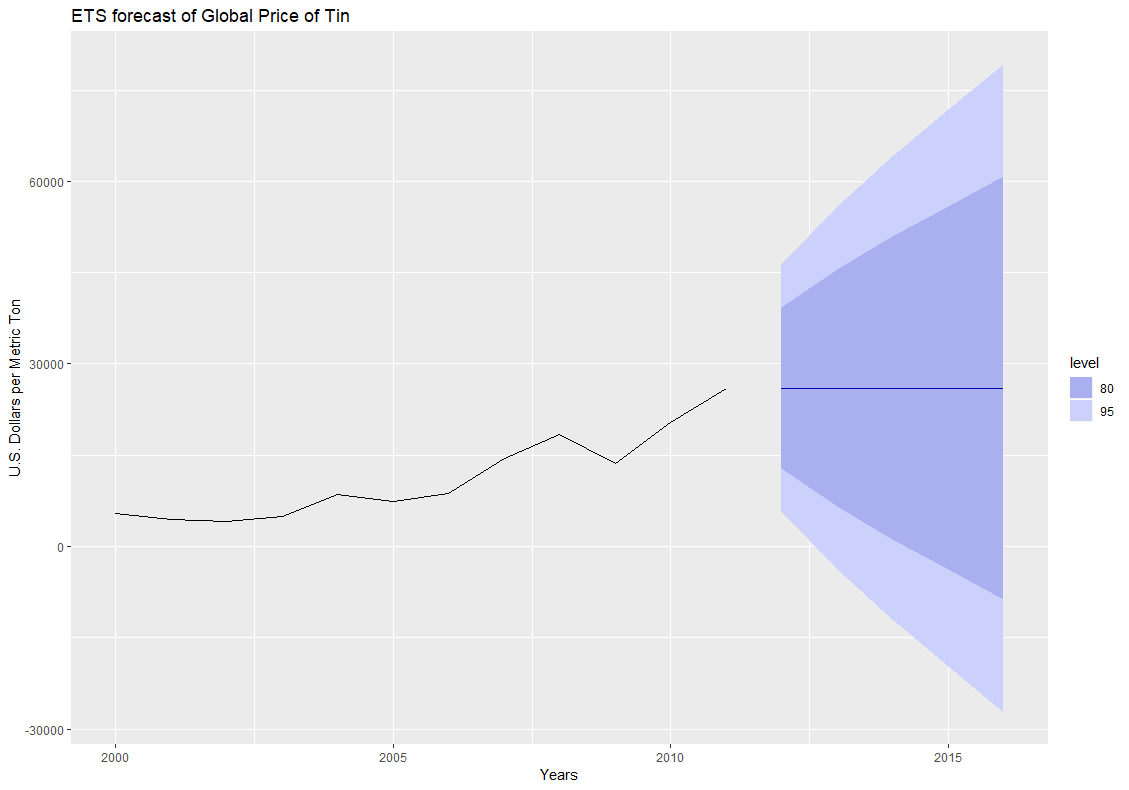 ETS forecast of Global Price of Tin
U.S. Dollars per Metric Ton
60000
30000
0
-30000
2000 2005 2010 2015
Years
level
80
95